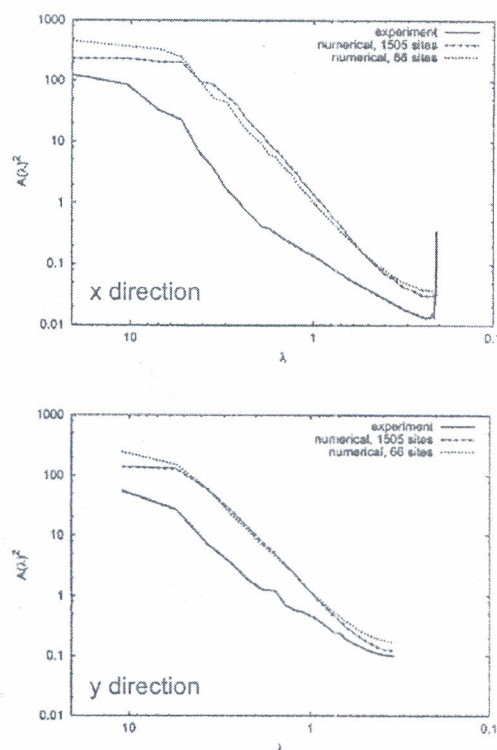 1000
100
10
1
0.1
0.01
A(λ)²
experiment
numerical, 1505 sites
numerical, 66 sites
x direction
10 1 0.1
λ
1000
100
10
1
0.1
0.01
A(λ)²
experiment
numerical, 1505 sites
numerical, 66 sites
y direction
10 1 0.1
λ